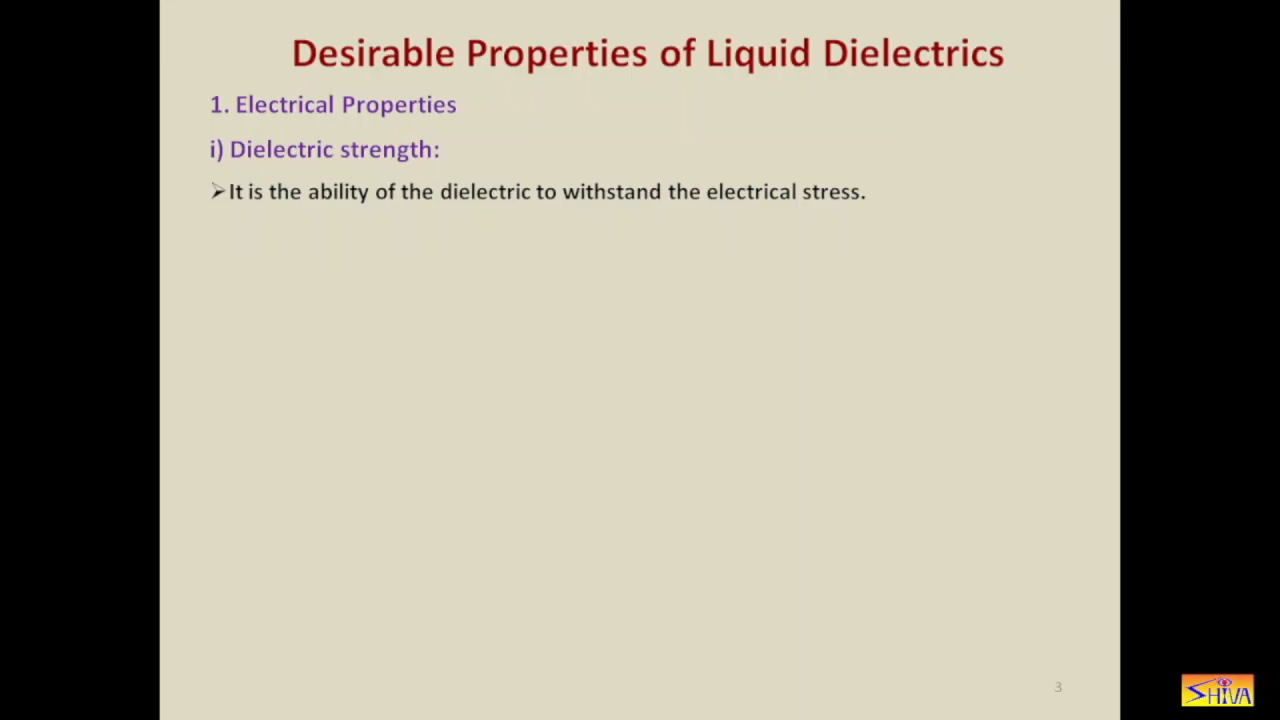 Desirable Properties of Liquid Dielectrics
1. Electrical Properties
i) Dielectric strength:
➢It is the ability of the dielectric to withstand the electrical stress.
3
SHIVA